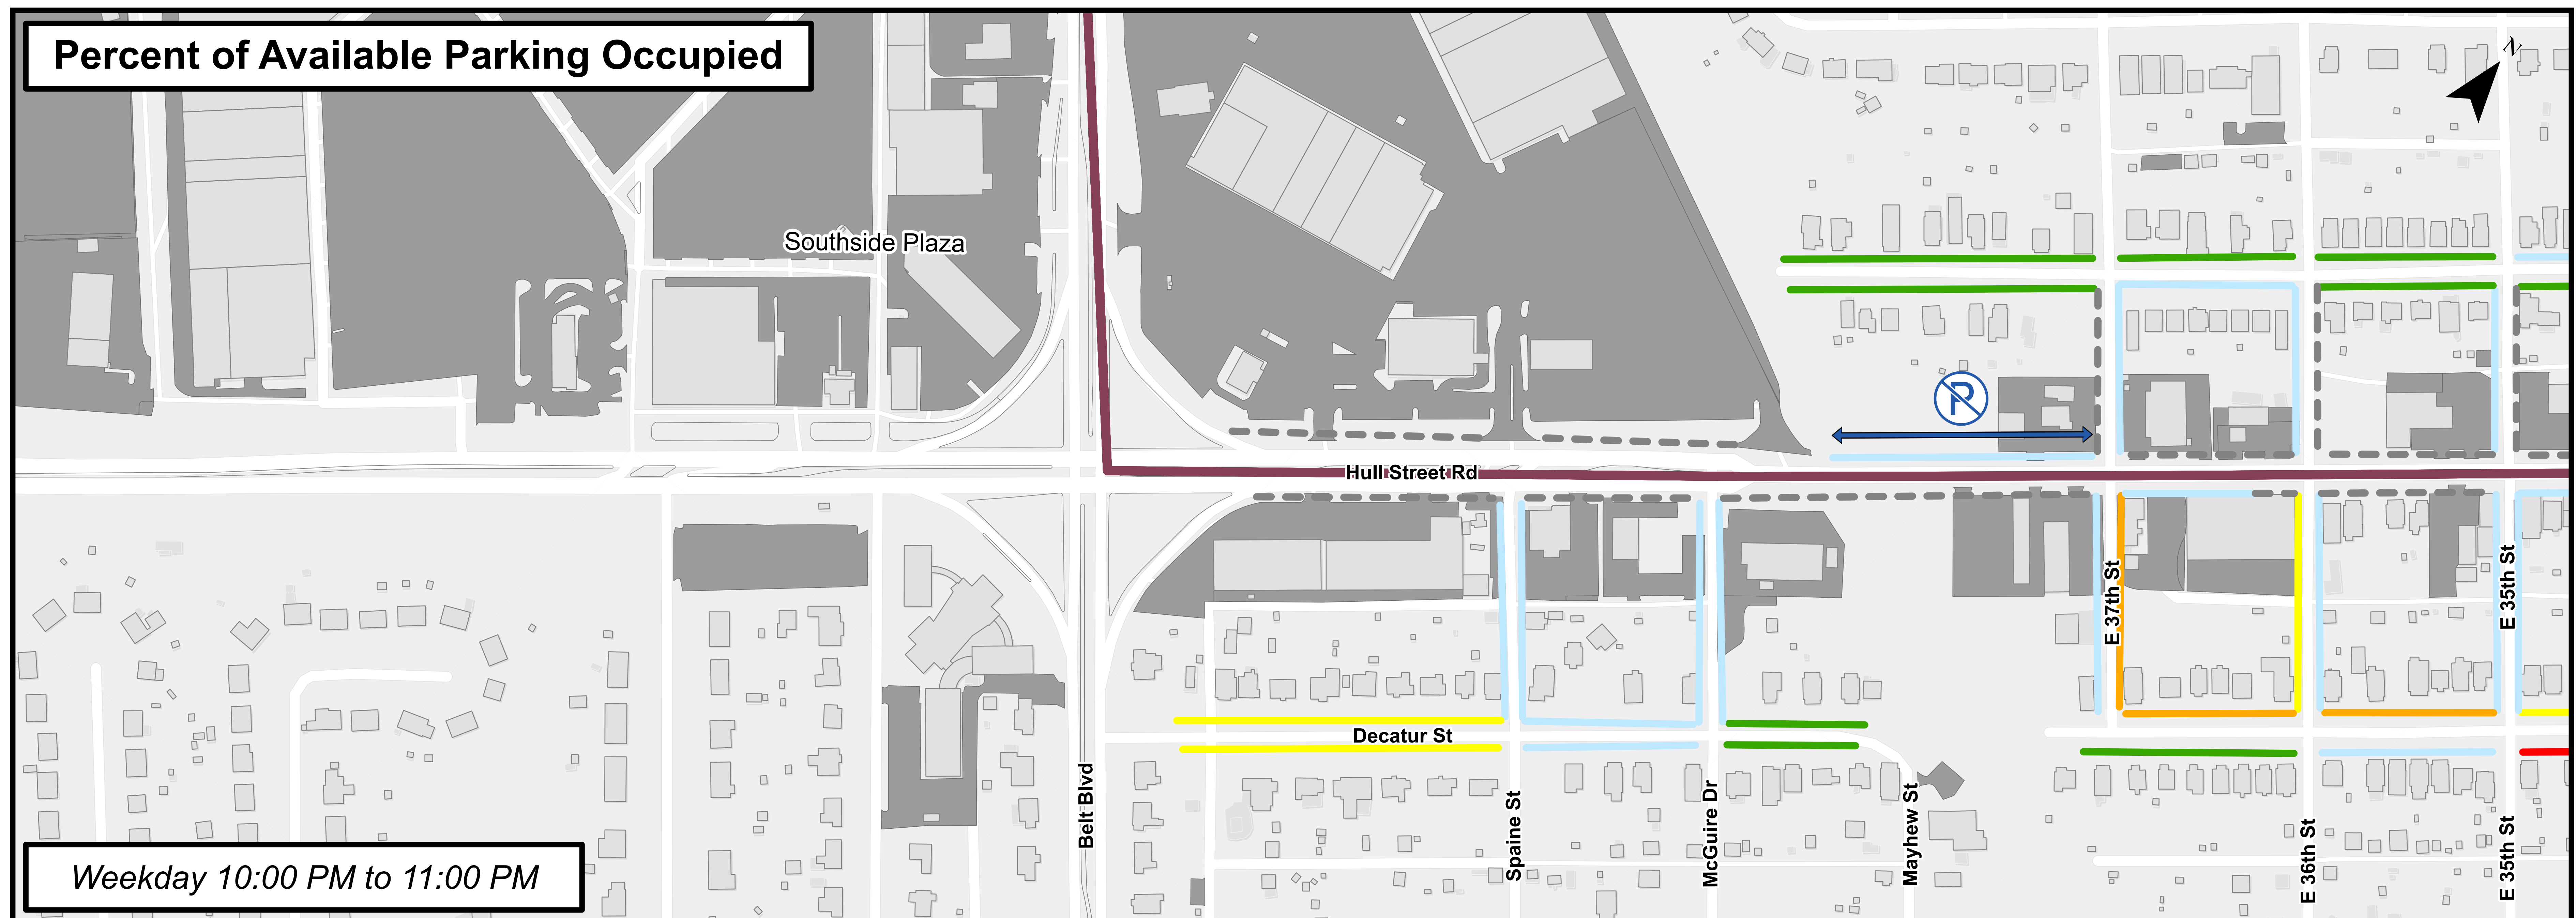 Percent of Available Parking Occupied
N
Southside Plaza
P
Hull Street Rd
E 37th St
E 35th St
Decatur St
Belt Blvd
Spaine St
McGuire Dr
Mayhew St
E 36th St
E 35th St
Weekday 10:00 PM to 11:00 PM